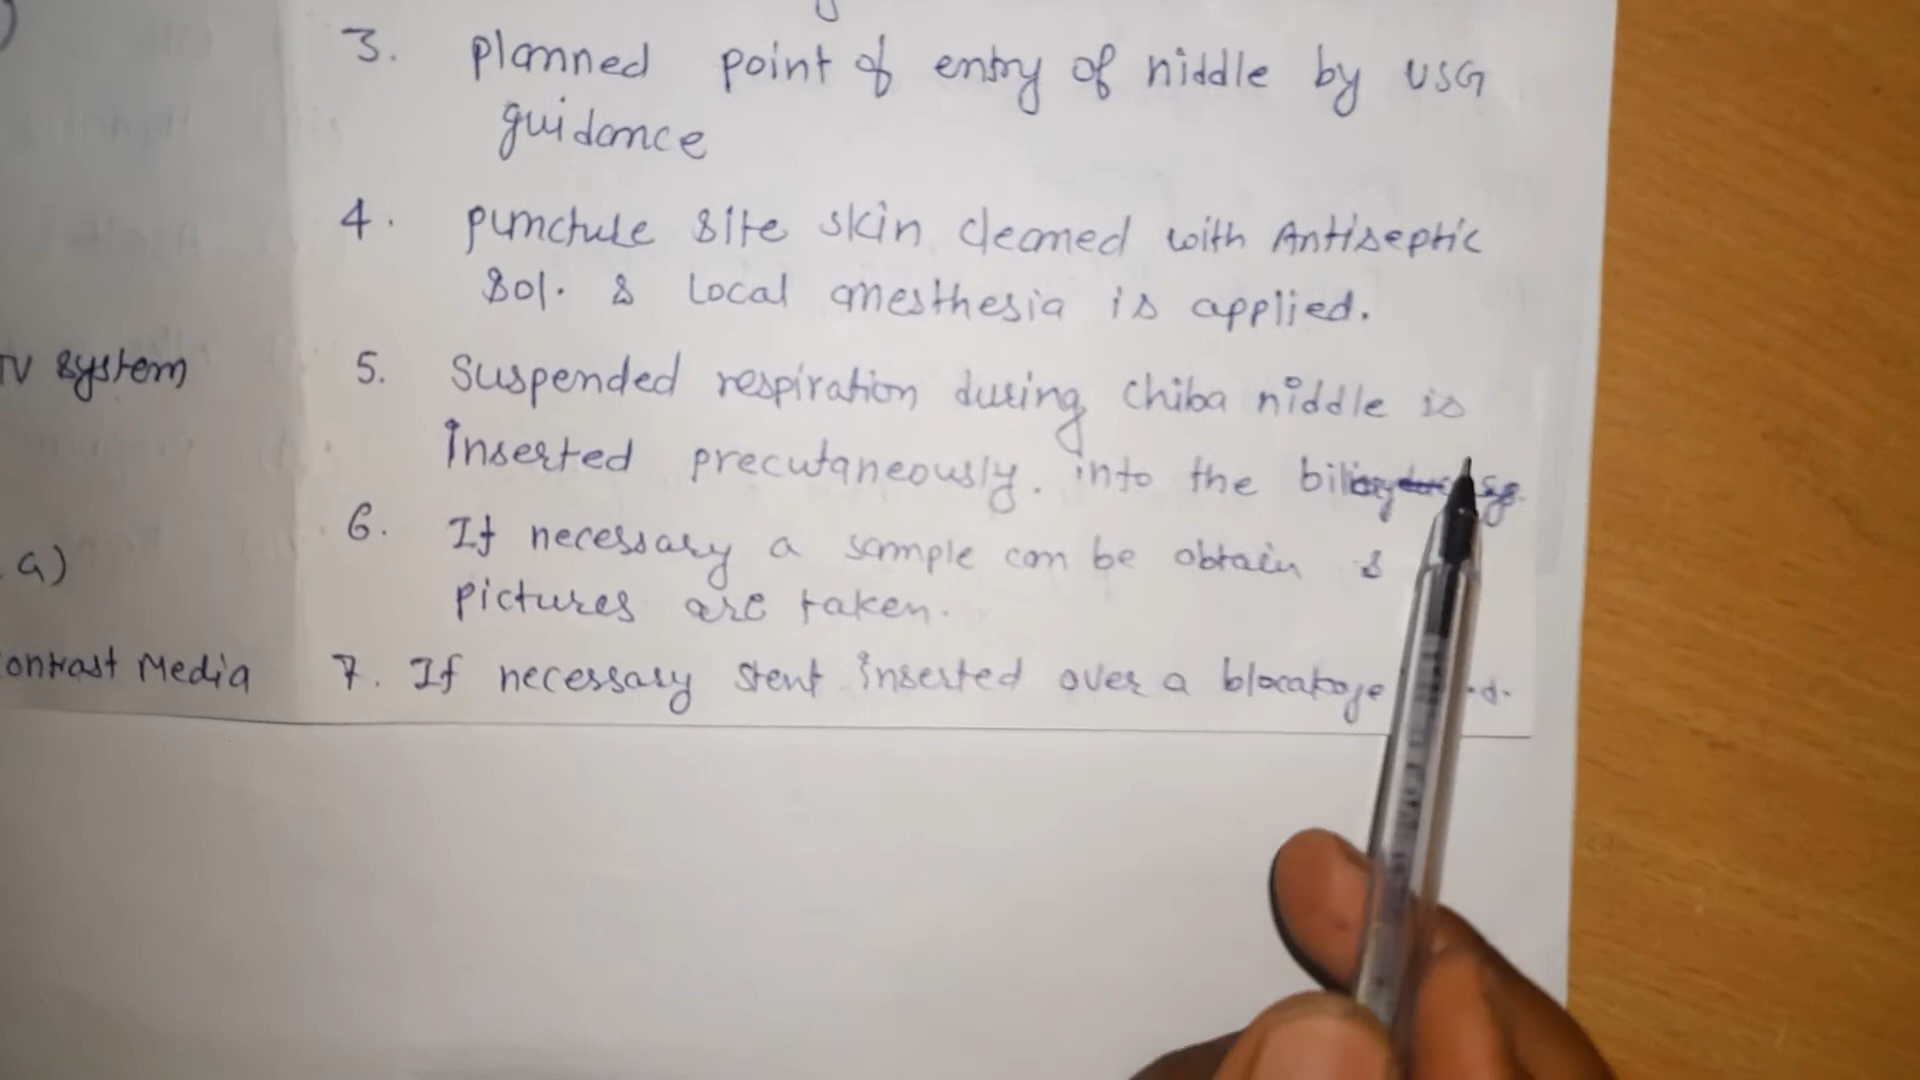 3. planned point of entry of niddle by USG
guidance
4. puncture site skin cleaned with Antiseptic
sol. & Local anesthesia is applied.
TV system
5. Suspended respiration during chiba niddle is
Inserted precutaneously. into the
a)
6. If necessary a sample can be obtain &
pictures are taken.
ontrast Media
7. If necessary stent inserted over a blocakage